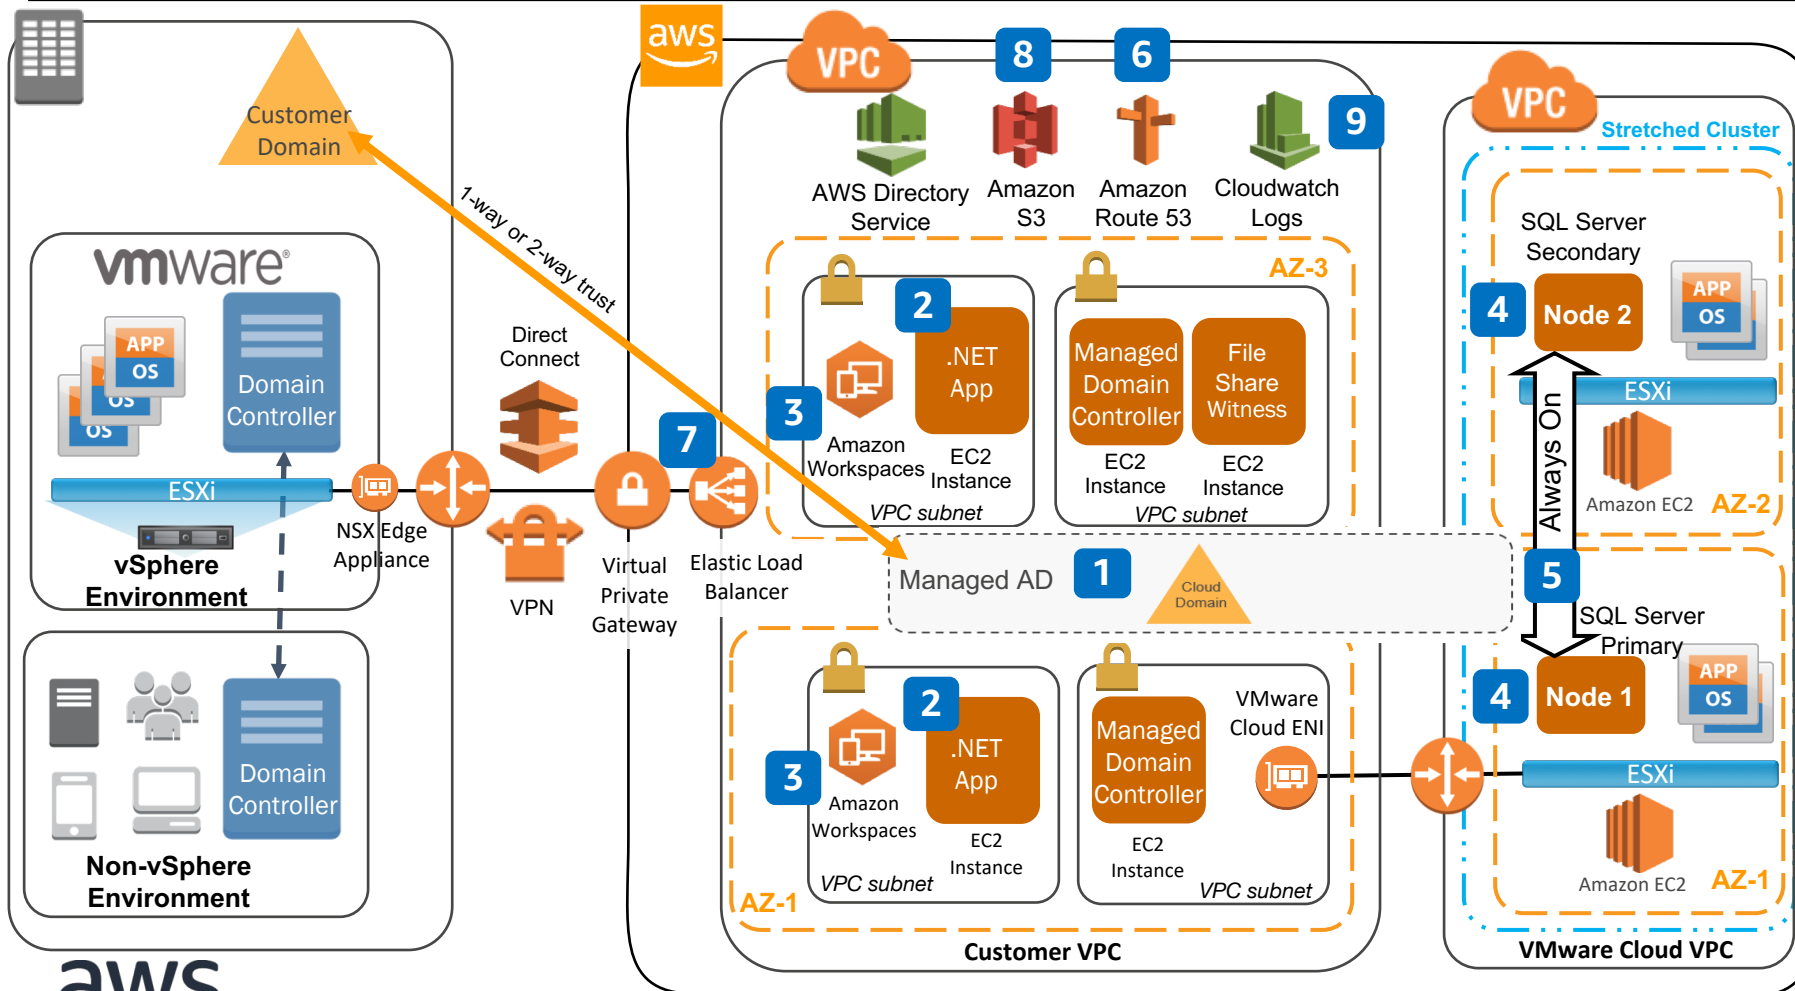 Customer
Domain
1-way or 2-way trust
vmware®
APP
OS
OS
OS
Domain
Controller
ESXi
vSphere
Environment
NSX Edge
Appliance
Domain
Controller
Non-vSphere
Environment
aws
Direct
Connect
VPN
7
Virtual
Private
Gateway
Elastic Load
Balancer
aws
VPC
8
6
9
AWS Directory
Service
Amazon
S3
Amazon
Route 53
Cloudwatch
Logs
AZ-3
2
.NET
App
3
Amazon
Workspaces
EC2
Instance
VPC subnet
Managed
Domain
Controller
File
Share
Witness
EC2
Instance
EC2
Instance
VPC subnet
Managed AD
1
Cloud
Domain
2
.NET
App
3
Amazon
Workspaces
EC2
Instance
VPC subnet
AZ-1
Managed
Domain
Controller
EC2
Instance
VMware
Cloud ENI
VPC subnet
Customer VPC
VPC
Stretched Cluster
SQL Server
Secondary
4
Node 2
APP
OS
ESXi
Always On
Amazon EC2
AZ-2
5
SQL Server
Primary
4
Node 1
APP
OS
ESXi
Amazon EC2
AZ-1
VMware Cloud VPC